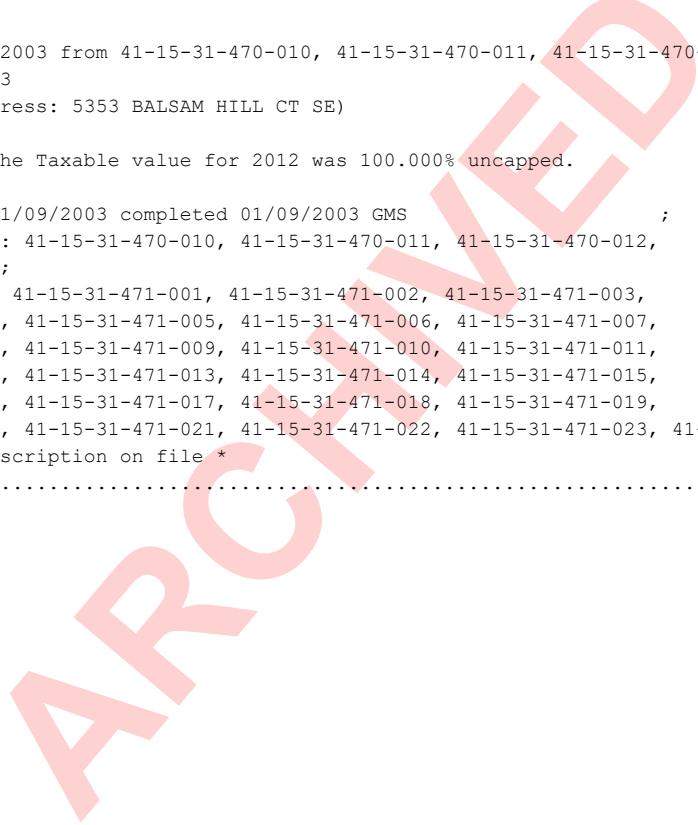 2003 from 41-15-31-470-010, 41-15-31-470-011, 41-15-31-470-
3
ress: 5353 BALSAM HILL CT SE)
he Taxable value for 2012 was 100.000% uncapped.
1/09/2003 completed 01/09/2003 GMS ;
: 41-15-31-470-010, 41-15-31-470-011, 41-15-31-470-012,
;
41-15-31-471-001, 41-15-31-471-002, 41-15-31-471-003,
, 41-15-31-471-005, 41-15-31-471-006, 41-15-31-471-007,
, 41-15-31-471-009, 41-15-31-471-010, 41-15-31-471-011,
, 41-15-31-471-013, 41-15-31-471-014, 41-15-31-471-015,
, 41-15-31-471-017, 41-15-31-471-018, 41-15-31-471-019,
, 41-15-31-471-021, 41-15-31-471-022, 41-15-31-471-023, 41-
scription on file *
..........................................................
ARCHIVED